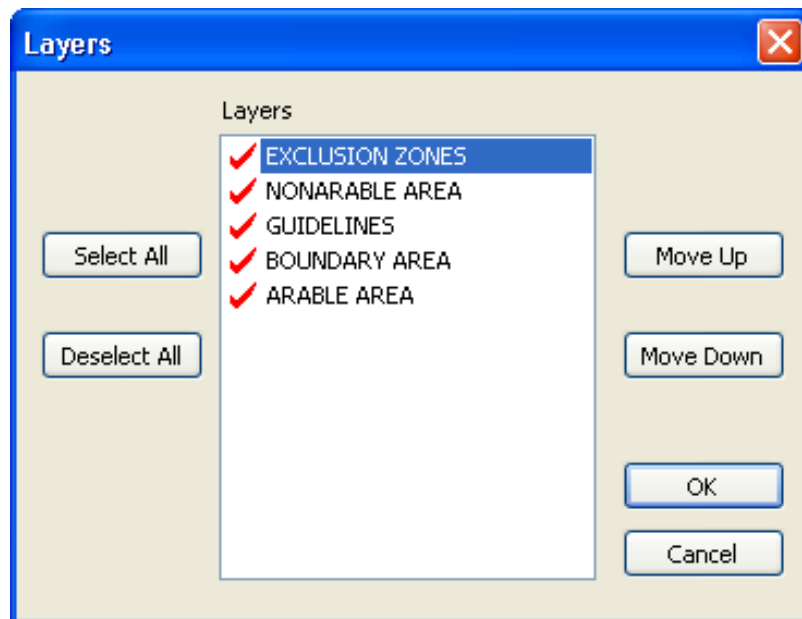 Layers
Layers
EXCLUSION ZONES
NONARABLE AREA
GUIDELINES
BOUNDARY AREA
ARABLE AREA
Select All
Deselect All
Move Up
Move Down
OK
Cancel